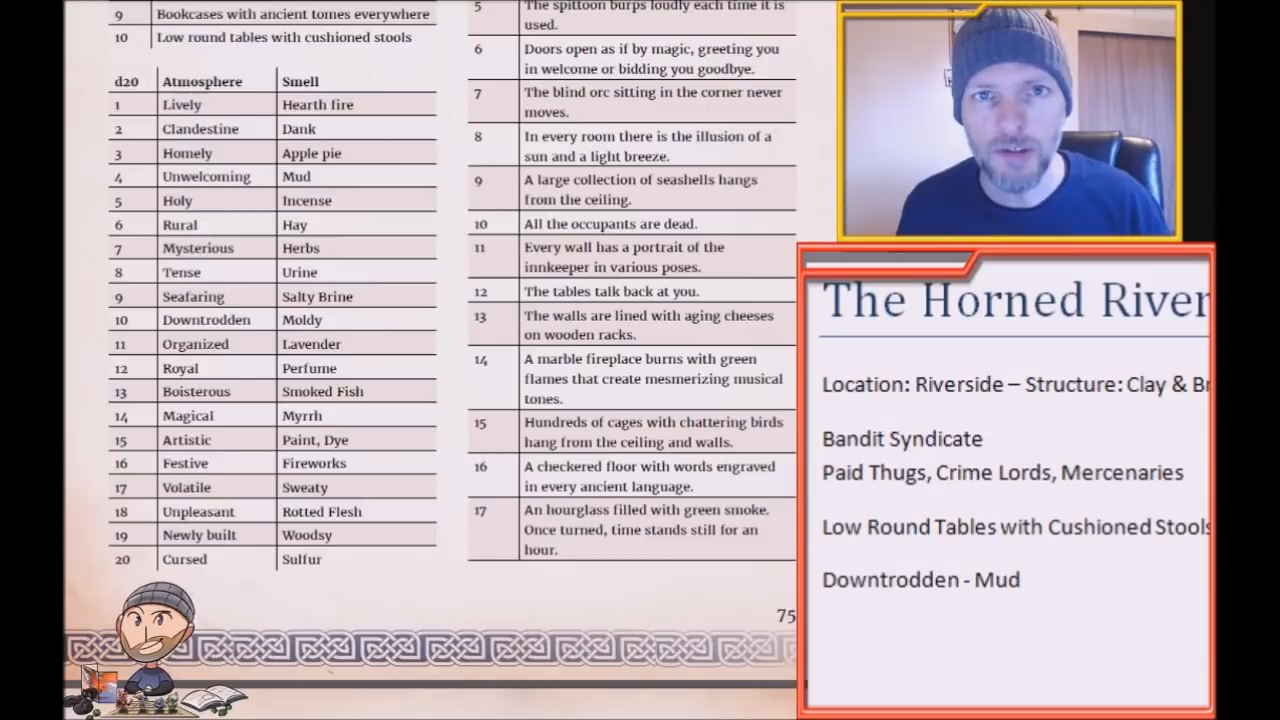 9 Bookcases with ancient tomes everywhere
10 Low round tables with cushioned stools
d20 Atmosphere Smell
1 Lively Hearth fire
2 Clandestine Dank
3 Homely Apple pie
4 Unwelcoming Mud
5 Holy Incense
6 Rural Hay
7 Mysterious Herbs
8 Tense Urine
9 Seafaring Salty Brine
10 Downtrodden Moldy
11 Organized Lavender
12 Royal Perfume
13 Boisterous Smoked Fish
14 Magical Myrrh
15 Artistic Paint, Dye
16 Festive Fireworks
17 Volatile Sweaty
18 Unpleasant Rotted Flesh
19 Newly built Woodsy
20 Cursed Sulfur
5 The spittoon burps loudly each time it is
used.
6 Doors open as if by magic, greeting you
in welcome or bidding you goodbye.
7 The blind orc sitting in the corner never
moves.
8 In every room there is the illusion of a
sun and a light breeze.
9 A large collection of seashells hangs
from the ceiling.
10 All the occupants are dead.
11 Every wall has a portrait of the
innkeeper in various poses.
12 The tables talk back at you.
13 The walls are lined with aging cheeses
on wooden racks.
14 A marble fireplace burns with green
flames that create mesmerizing musical
tones.
15 Hundreds of cages with chattering birds
hang from the ceiling and walls.
16 A checkered floor with words engraved
in every ancient language.
17 An hourglass filled with green smoke.
Once turned, time stands still for an
hour.
75
The Horned River
Location: Riverside – Structure: Clay & Br
Bandit Syndicate
Paid Thugs, Crime Lords, Mercenaries
Low Round Tables with Cushioned Stools
Downtrodden - Mud